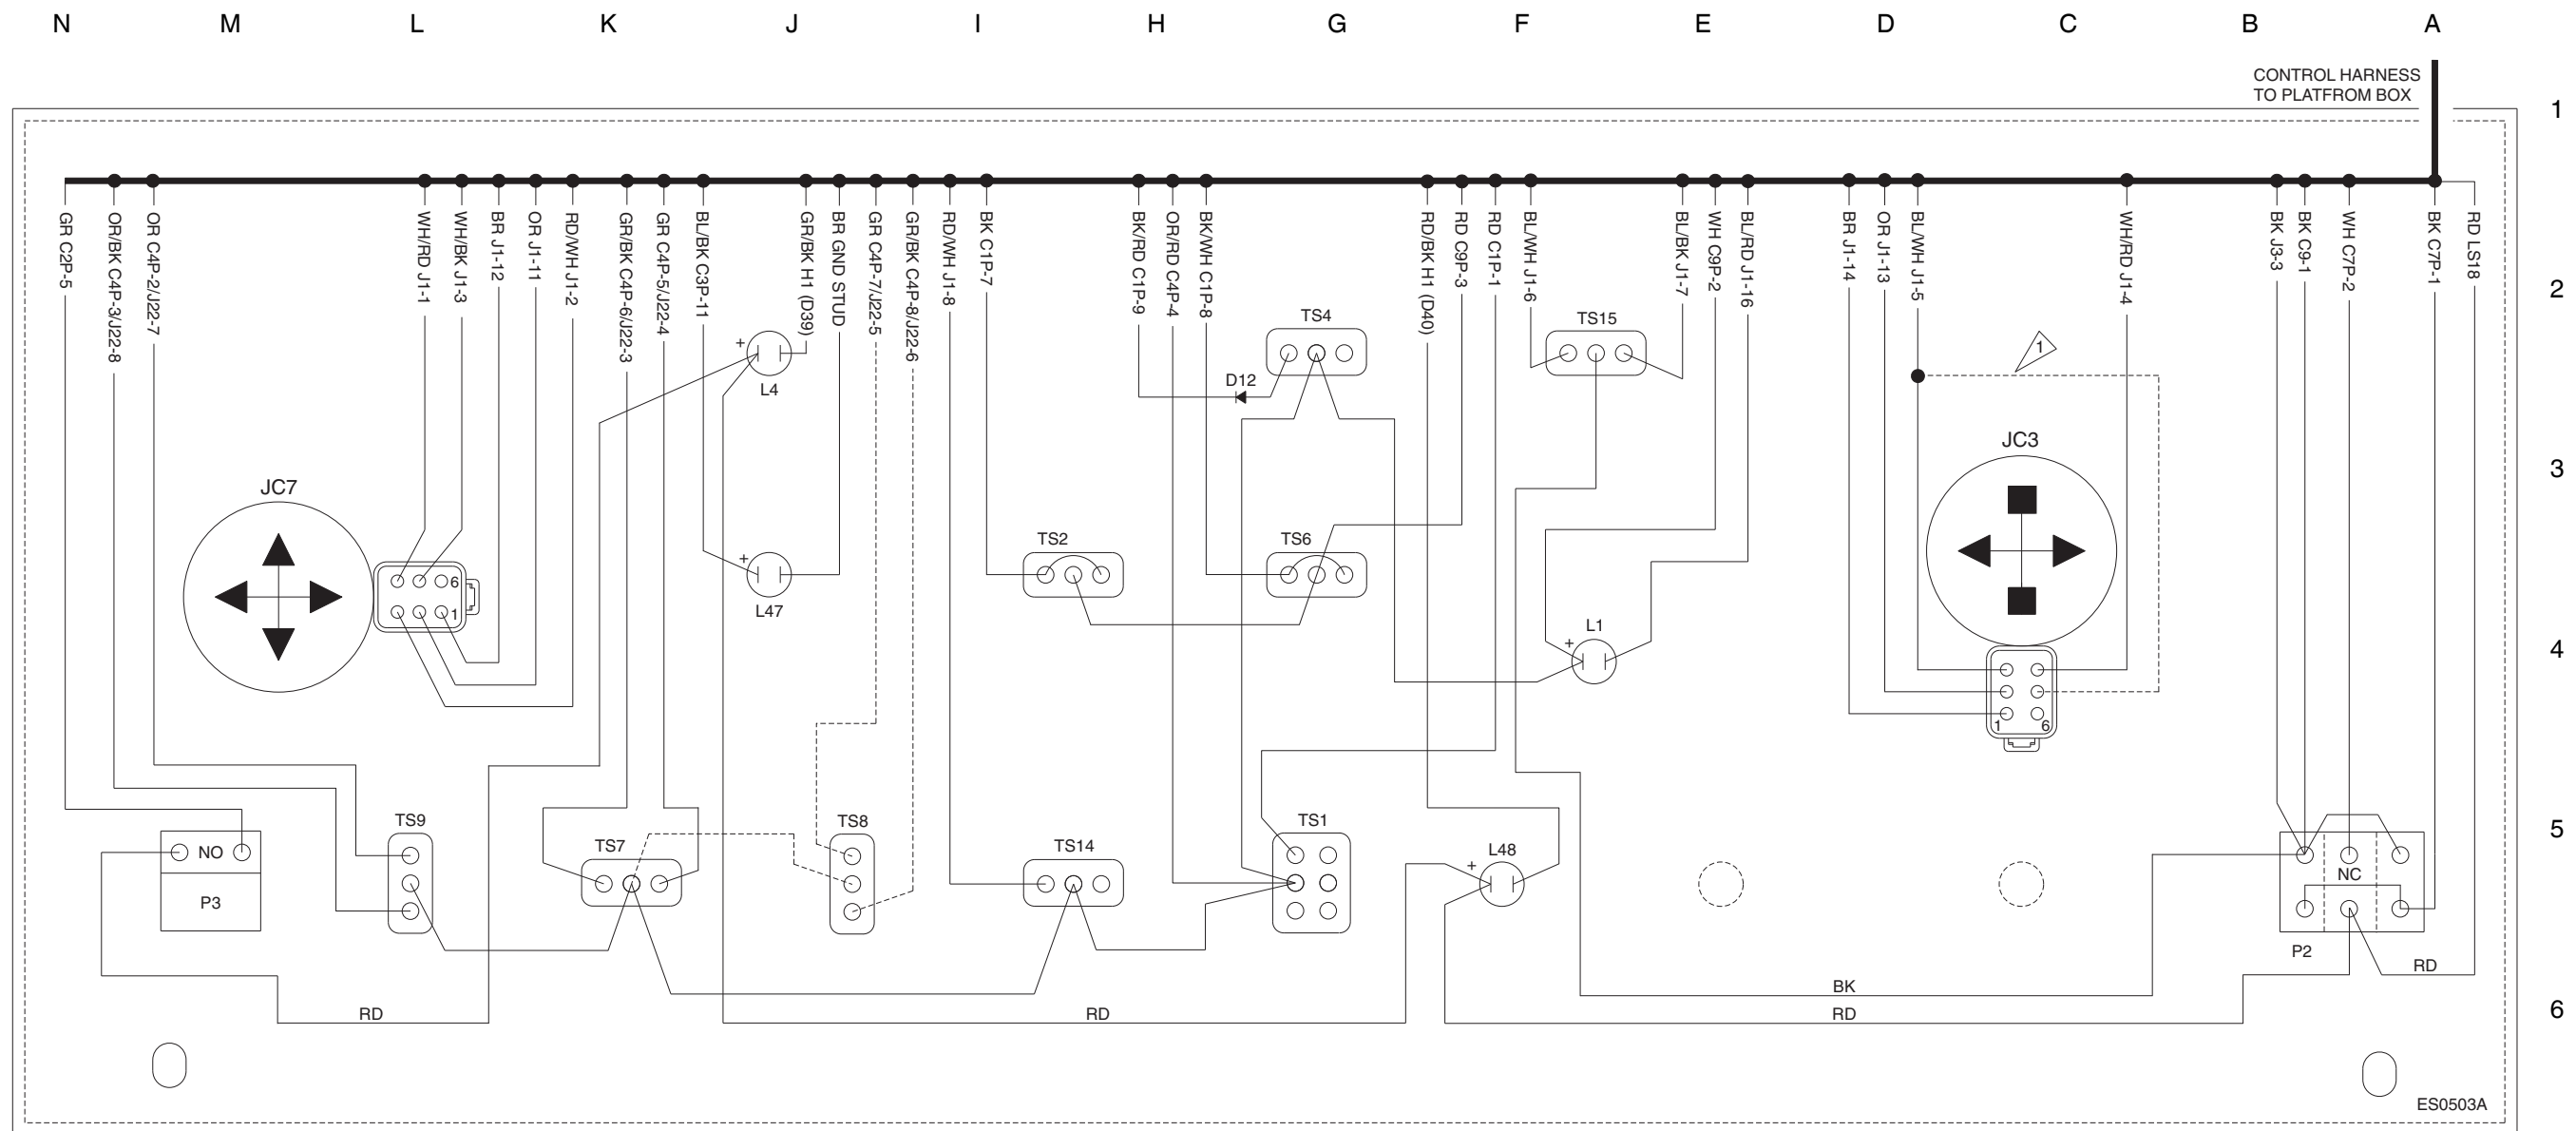 N M L K J I H G F E D C B A
CONTROL HARNESS
TO PLATFROM BOX
1
2
3
4
5
6
GR C2P-5
OR/BK C4P-3/J22-8
OR C4P-2/J22-7
WH/RD J1-1
WH/BK J1-3
BR J1-12
OR J1-11
RD/WH J1-2
GR/BK C4P-6/J22-3
GR C4P-5/J22-4
BL/BK C3P-11
GR/BK H1 (D39)
BR GND STUD
GR C4P-7/J22-5
GR/BK C4P-8/J22-6
RD/WH J1-8
BK C1P-7
BK/RD C1P-9
OR/RD C4P-4
BK/WH C1P-8
RD/BK H1 (D40)
RD C9P-3
RD C1P-1
BL/WH J1-6
BL/BK J1-7
WH C9P-2
BL/RD J1-16
BR J1-14
OR J1-13
BL/WH J1-5
WH/RD J1-4
BK J3-3
BK C9-1
WH C7P-2
BK C7P-1
RD LS18
TS4
TS15
1
+
L4
D12
JC3
JC7
TS2
TS6
+
L47
6
1
L1
+
1
6
TS9
TS7
TS8
TS14
TS1
L48
+
NO
P3
NC
P2
RD
BK
RD
RD
RD
ES0503A